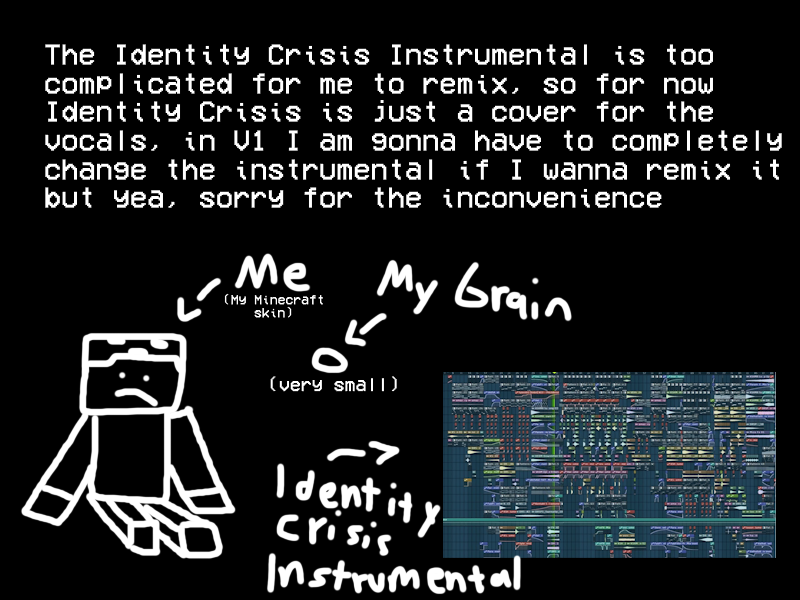 The Identity Crisis Instrumental is too
complicated for me to remix, so for now
Identity Crisis is just a cover for the
vocals, in V1 I am gonna have to completely
change the instrumental if I wanna remix it
but yea, sorry for the inconvenience
Me
(My Minecraft
skin)
My brain
(very small)
Identity
crisis
Instrumental